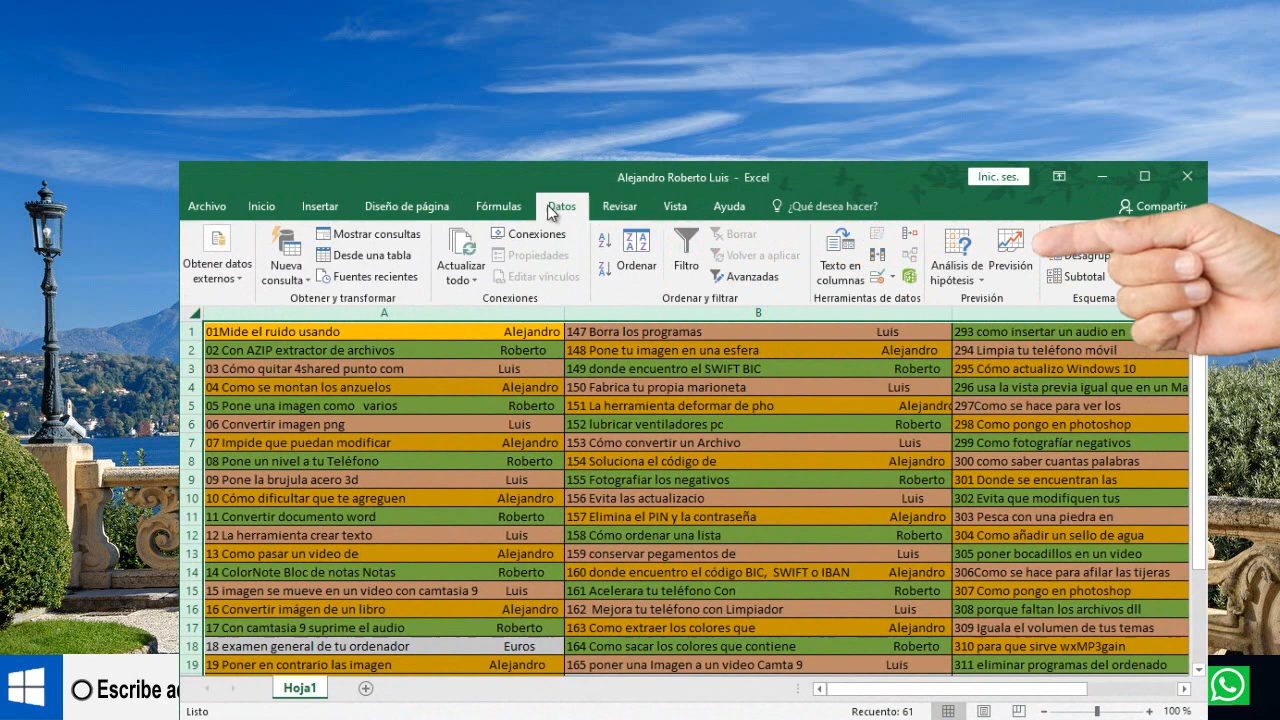 Alejandro Roberto Luis - Excel
Inic. ses.
Archivo Inicio Insertar Diseño de página Fórmulas Datos Revisar Vista Ayuda ¿Qué desea hacer? Compartir
Obtener datos externos
Nueva consulta
Mostrar consultas
Desde una tabla
Fuentes recientes
Obtener y transformar
Actualizar todo
Conexiones
Propiedades
Editar vínculos
Conexiones
Ordenar
Filtro
Borrar
Volver a aplicar
Avanzadas
Ordenar y filtrar
Texto en columnas
Herramientas de datos
Análisis de hipótesis
Previsión
Previsión
Desagrup
Subtotal
Esquema
A B
1 01Mide el ruido usando Alejandro 147 Borra los programas Luis 293 como insertar un audio en
2 02 Con AZIP extractor de archivos Roberto 148 Pone tu imagen en una esfera Alejandro 294 Limpia tu teléfono móvil
3 03 Cómo quitar 4shared punto com Luis 149 donde encuentro el SWIFT BIC Roberto 295 Cómo actualizo Windows 10
4 04 Como se montan los anzuelos Alejandro 150 Fabrica tu propia marioneta Luis 296 usa la vista previa igual que en un Ma
5 05 Pone una imagen como varios Roberto 151 La herramienta deformar de pho Alejandro 297Como se hace para ver los
6 06 Convertir imagen png Luis 152 lubricar ventiladores pc Roberto 298 Como pongo en photoshop
7 07 Impide que puedan modificar Alejandro 153 Cómo convertir un Archivo Luis 299 Como fotografíar negativos
8 08 Pone un nivel a tu Teléfono Roberto 154 Soluciona el código de Alejandro 300 como saber cuantas palabras
9 09 Pone la brujula acero 3d Luis 155 Fotografiar los negativos Roberto 301 Donde se encuentran las
10 10 Cómo dificultar que te agreguen Alejandro 156 Evita las actualizacio Luis 302 Evita que modifiquen tus
11 11 Convertir documento word Roberto 157 Elimina el PIN y la contraseña Alejandro 303 Pesca con una piedra en
12 12 La herramienta crear texto Luis 158 Cómo ordenar una lista Roberto 304 Como añadir un sello de agua
13 13 Como pasar un video de Alejandro 159 conservar pegamentos de Luis 305 poner bocadillos en un video
14 14 ColorNote Bloc de notas Notas Roberto 160 donde encuentro el código BIC, SWIFT o IBAN Alejandro 306Como se hace para afilar las tijeras
15 15 imagen se mueve en un video con camtasia 9 Luis 161 Acelerara tu teléfono Con Roberto 307 Como pongo en photoshop
16 16 Convertir imágen de un libro Alejandro 162 Mejora tu teléfono con Limpiador Luis 308 porque faltan los archivos dll
17 17 Con camtasia 9 suprime el audio Roberto 163 Como extraer los colores que Alejandro 309 Iguala el volumen de tus temas
18 18 examen general de tu ordenador Euros 164 Como sacar los colores que contiene Roberto 310 para que sirve wxMP3gain
19 19 Poner en contrario las imagen Alejandro 165 poner una Imagen a un video Camta 9 Luis 311 eliminar programas del ordenado
Hoja1
Listo Recuento: 61 100 %
Escribe